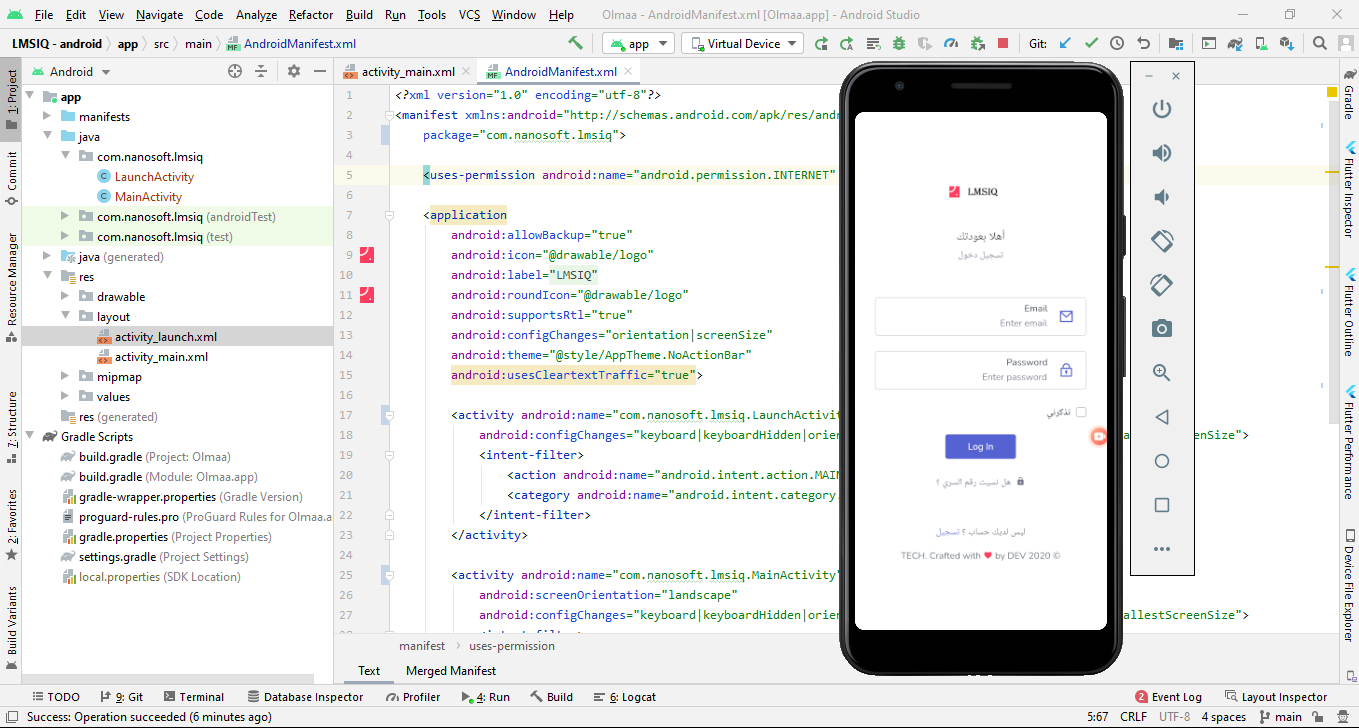 File Edit View Navigate Code Analyze Refactor Build Run Tools VCS Window Help Olmaa - AndroidManifest.xml [Olmaa.app] - Android Studio
LMSIQ - android app src main AndroidManifest.xml app Virtual Device Git:
Android activity_main.xml AndroidManifest.xml
1: Project
Commit
Resource Manager
7: Structure
2: Favorites
Build Variants
app
manifests
java
com.nanosoft.lmsiq
LaunchActivity
MainActivity
com.nanosoft.lmsiq (androidTest)
com.nanosoft.lmsiq (test)
java (generated)
res
drawable
layout
activity_launch.xml
activity_main.xml
mipmap
values
res (generated)
Gradle Scripts
build.gradle (Project: Olmaa)
build.gradle (Module: Olmaa.app)
gradle-wrapper.properties (Gradle Version)
proguard-rules.pro (ProGuard Rules for Olmaa.a
gradle.properties (Project Properties)
settings.gradle (Project Settings)
local.properties (SDK Location)
1 <?xml version="1.0" encoding="utf-8"?>
2 <manifest xmlns:android="http://schemas.android.com/apk/res/andr
3 package="com.nanosoft.lmsiq">
4
5 <uses-permission android:name="android.permission.INTERNET"
6
7 <application
8 android:allowBackup="true"
9 android:icon="@drawable/logo"
10 android:label="LMSIQ"
11 android:roundIcon="@drawable/logo"
12 android:supportsRtl="true"
13 android:configChanges="orientation|screenSize"
14 android:theme="@style/AppTheme.NoActionBar"
15 android:usesCleartextTraffic="true">
16
17 <activity android:name="com.nanosoft.lmsiq.LaunchActivit
18 android:configChanges="keyboard|keyboardHidden|orien allestScreenSize">
19 <intent-filter>
20 <action android:name="android.intent.action.MAIN
21 <category android:name="android.intent.category.
22 </intent-filter>
23 </activity>
24
25 <activity android:name="com.nanosoft.lmsiq.MainActivity"
26 android:screenOrientation="landscape"
27 android:configChanges="keyboard|keyboardHidden|orien allestScreenSize">
manifest uses-permission
Text Merged Manifest
LMSIQ
أهلا بعودتك
تسجيل دخول
Email
Enter email
Password
Enter password
تذكرني
Log In
هل نسيت رقم السري ؟
ليس لديك حساب ؟ تسجيل
TECH. Crafted with ❤ by DEV 2020 ©
Gradle
Flutter Inspector
Flutter Outline
Flutter Performance
Device File Explorer
TODO 9: Git Terminal Database Inspector Profiler 4: Run Build 6: Logcat 2 Event Log Layout Inspector
Success: Operation succeeded (6 minutes ago) 5:67 CRLF UTF-8 4 spaces main